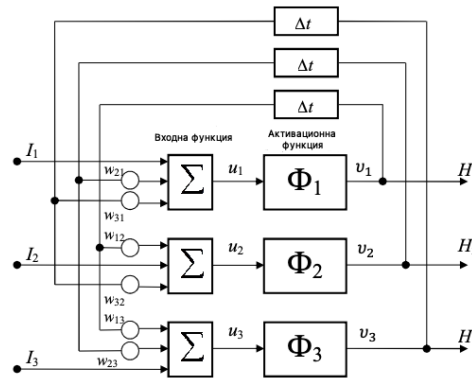 Δt
Δt
Δt
Входна функция
Активационна
функция
I₁
w₂₁
w₃₁
Σ
u₁
Φ₁
υ₁
H
w₁₂
I₂
w₃₂
Σ
u₂
Φ₂
υ₂
H
w₁₃
w₂₃
I₃
Σ
u₃
Φ₃
υ₃
H